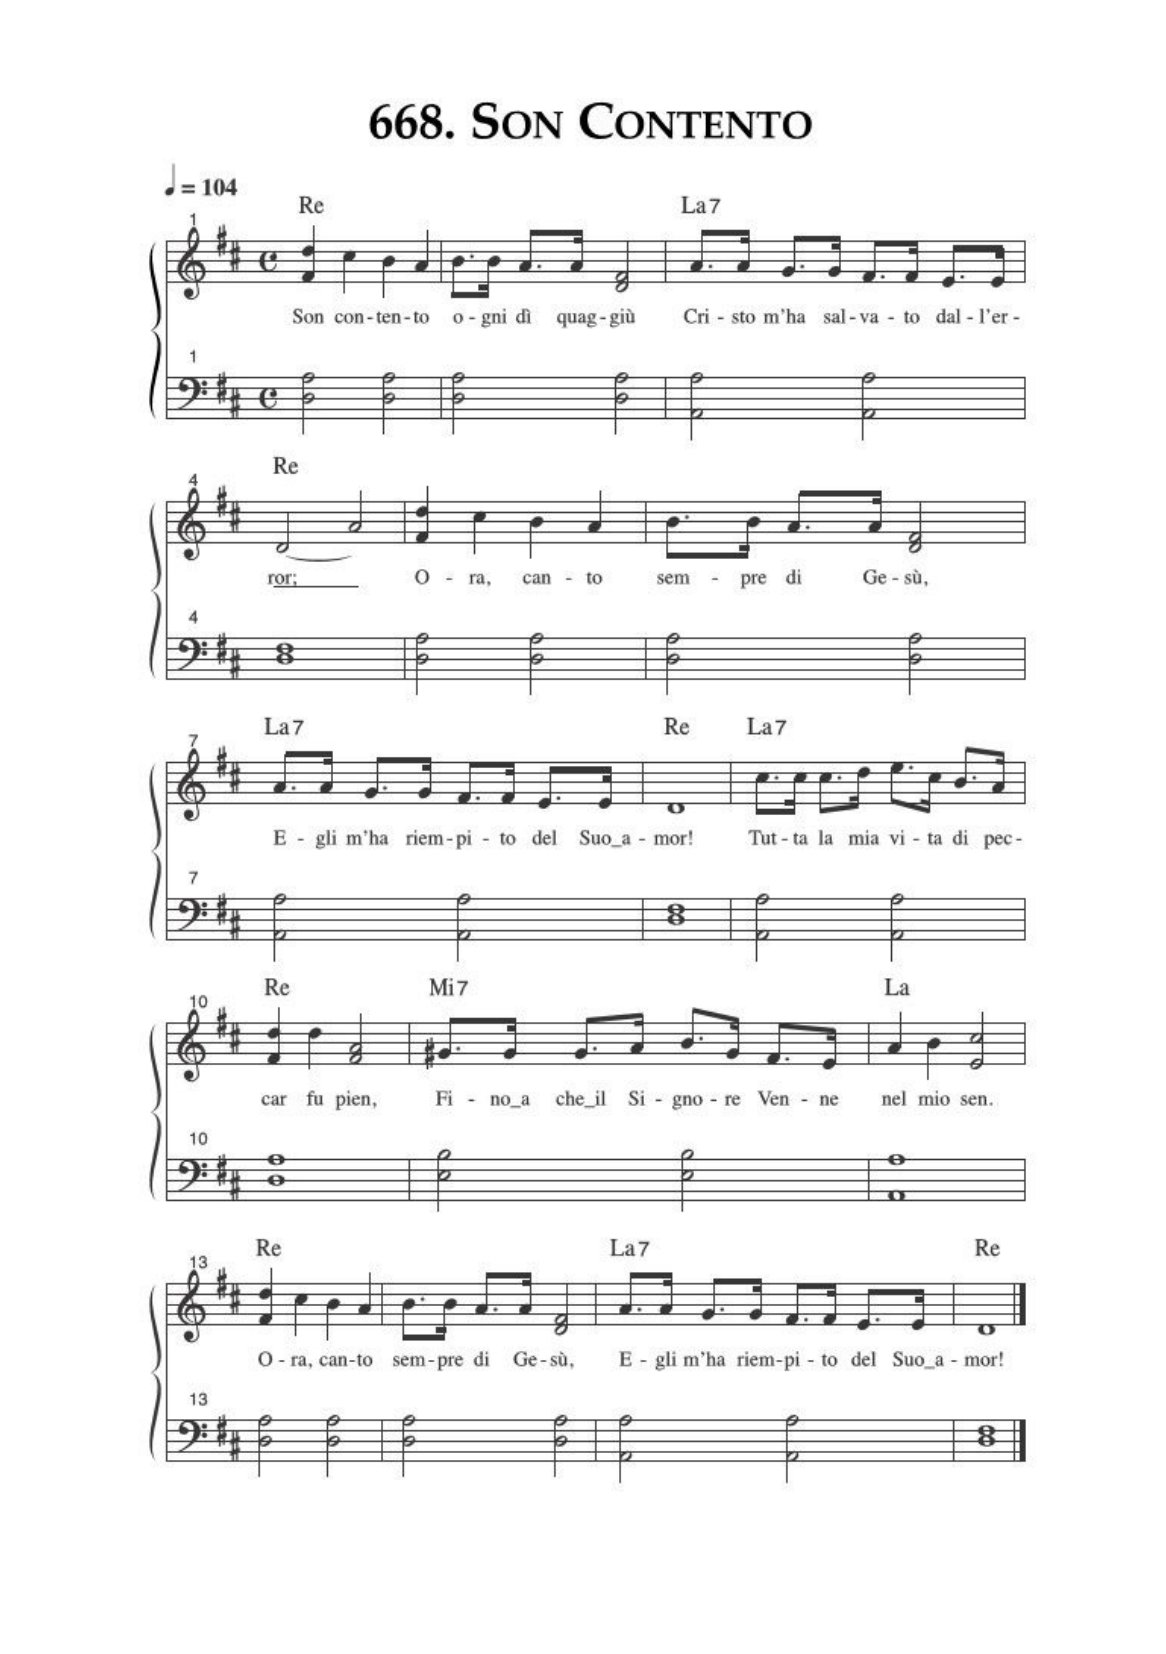 668. SON CONTENTO
♩ = 104
Re La7
1
Son con-ten-to o-gni dì quag-giù Cri-sto m'ha sal-va-to dal-l'er-
1
Re
4
ror; O-ra, can-to sem-pre di Ge-sù,
4
La7 Re La7
7
E-gli m'ha riem-pi-to del Suo_a-mor! Tut-ta la mia vi-ta di pec-
7
Re Mi7 La
10
car fu pien, Fi-no_a che_il Si-gno-re Ven-ne nel mio sen.
10
Re La7 Re
13
O-ra, can-to sem-pre di Ge-sù, E-gli m'ha riem-pi-to del Suo_a-mor!
13